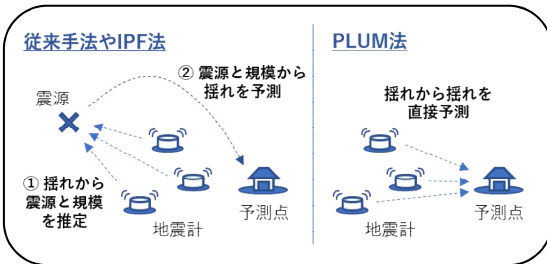 従来手法やIPF法
② 震源と規模から
揺れを予測
震源
① 揺れから
震源と規模
を推定
地震計
予測点
PLUM法
揺れから揺れを
直接予測
地震計
予測点